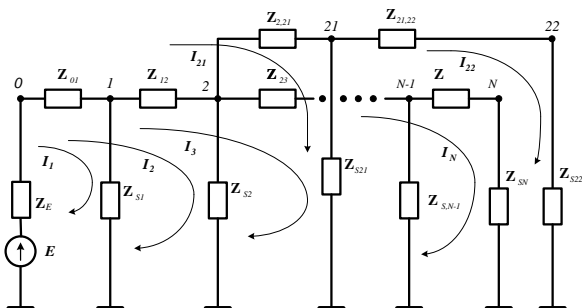 Z2,21 21 Z21,22 22
I21 I22
0 Z01 1 Z12 2 Z23 N-1 Z N
I1 I2 I3 IN
ZE ZS1 ZS2 ZS21 ZS,N-1 ZSN ZS22
E